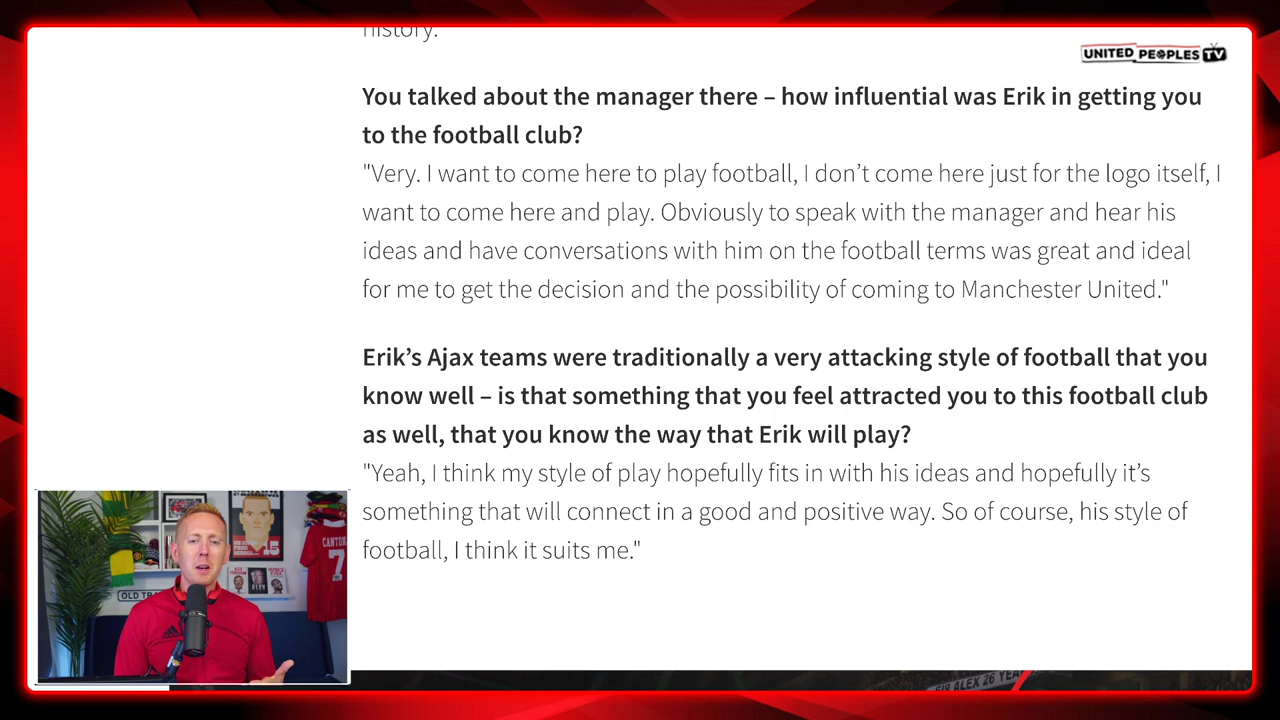 history.
UNITED PEOPLES TV
You talked about the manager there – how influential was Erik in getting you
to the football club?
"Very. I want to come here to play football, I don’t come here just for the logo itself, I
want to come here and play. Obviously to speak with the manager and hear his
ideas and have conversations with him on the football terms was great and ideal
for me to get the decision and the possibility of coming to Manchester United."
Erik’s Ajax teams were traditionally a very attacking style of football that you
know well – is that something that you feel attracted you to this football club
as well, that you know the way that Erik will play?
"Yeah, I think my style of play hopefully fits in with his ideas and hopefully it’s
something that will connect in a good and positive way. So of course, his style of
football, I think it suits me."
NEMANJA
15
CANTONA
7
OLD TRA
SIR ALEX 26 YEA